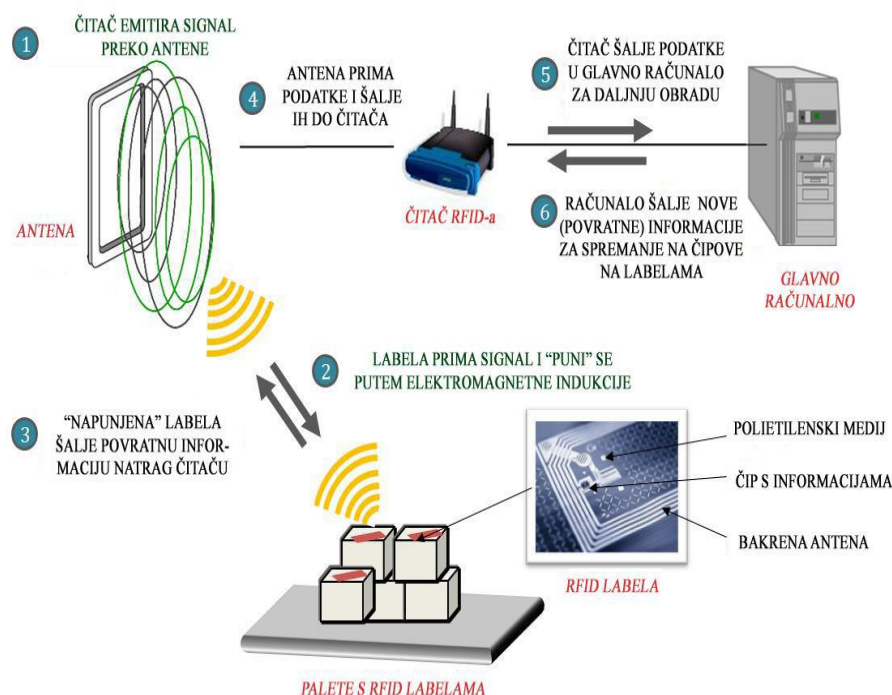 1
ČITAČ EMITIRA SIGNAL
PREKO ANTENE
ANTENA
4
ANTENA PRIMA
PODATKE I ŠALJE
IH DO ČITAČA
ČITAČ RFID-a
5
ČITAČ ŠALJE PODATKE
U GLAVNO RAČUNALO
ZA DALJNJU OBRADU
6
RAČUNALO ŠALJE NOVE
(POVRATNE) INFORMACIJE
ZA SPREMANJE NA ČIPOVE
NA LABELAMA
GLAVNO
RAČUNALNO
2
LABELA PRIMA SIGNAL I “PUNI” SE
PUTEM ELEKTROMAGNETNE INDUKCIJE
3
“NAPUNJENA” LABELA
ŠALJE POVRATNU INFOR-
MACIJU NATRAG ČITAČU
POLIETILENSKI MEDIJ
ČIP S INFORMACIJAMA
BAKRENA ANTENA
RFID LABELA
PALETE S RFID LABELAMA